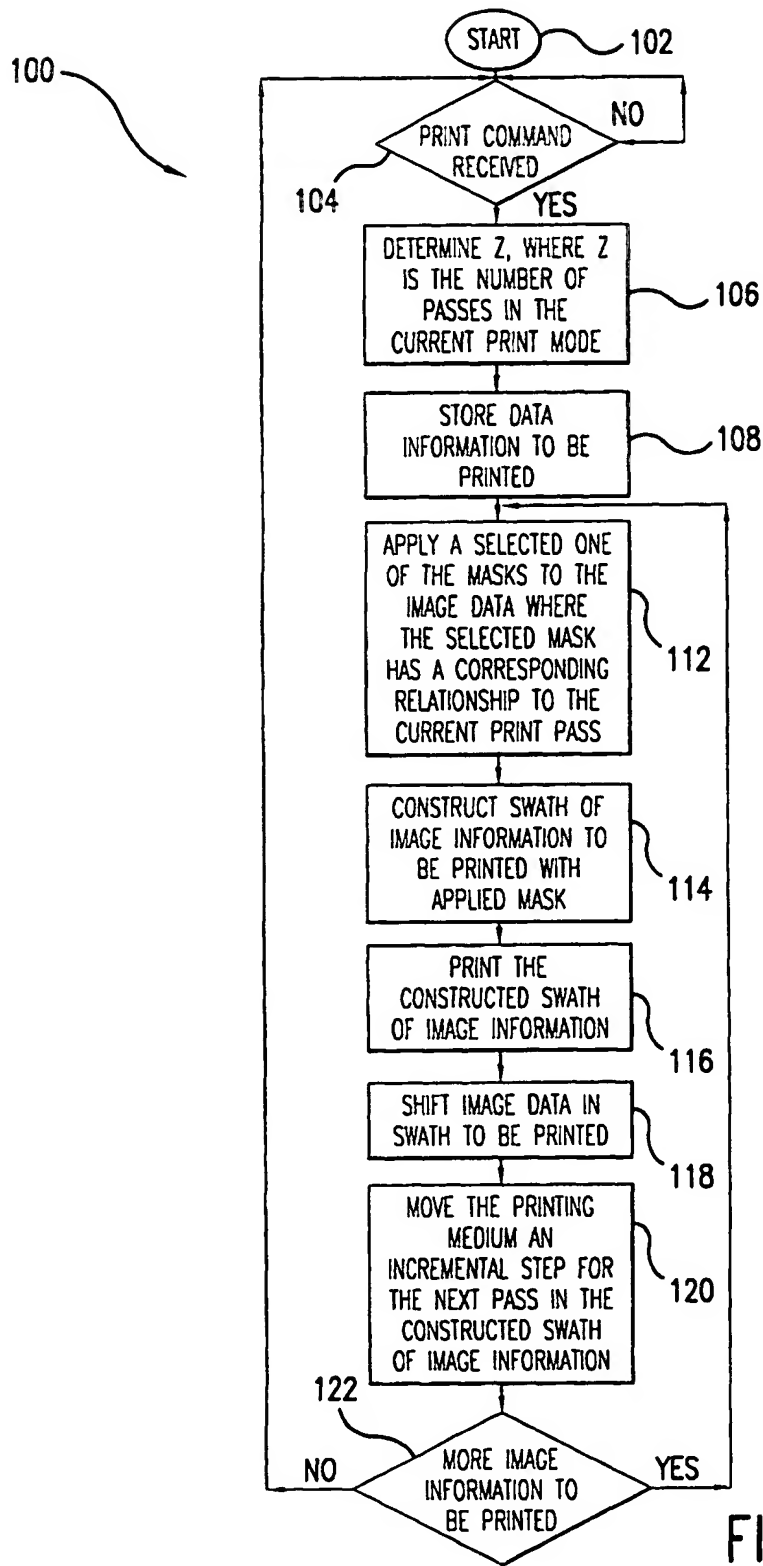 START
102
100
NO
PRINT COMMAND
RECEIVED
104
YES
DETERMINE Z, WHERE Z
IS THE NUMBER OF
PASSES IN THE
CURRENT PRINT MODE
106
STORE DATA
INFORMATION TO BE
PRINTED
108
APPLY A SELECTED ONE
OF THE MASKS TO THE
IMAGE DATA WHERE
THE SELECTED MASK
HAS A CORRESPONDING
RELATIONSHIP TO THE
CURRENT PRINT PASS
112
CONSTRUCT SWATH OF
IMAGE INFORMATION TO
BE PRINTED WITH
APPLIED MASK
114
PRINT THE
CONSTRUCTED SWATH
OF IMAGE INFORMATION
116
SHIFT IMAGE DATA IN
SWATH TO BE PRINTED
118
MOVE THE PRINTING
MEDIUM AN
INCREMENTAL STEP FOR
THE NEXT PASS IN THE
CONSTRUCTED SWATH
OF IMAGE INFORMATION
120
122
NO
MORE IMAGE
INFORMATION TO
BE PRINTED
YES
FI